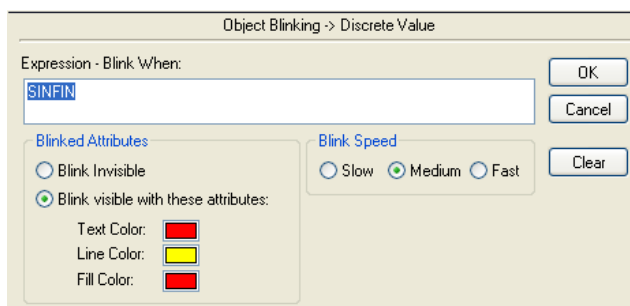 Object Blinking -> Discrete Value
Expression - Blink When:
SINFIN
OK
Cancel
Clear
Blinked Attributes
Blink Invisible
Blink visible with these attributes:
Text Color:
Line Color:
Fill Color:
Blink Speed
Slow Medium Fast